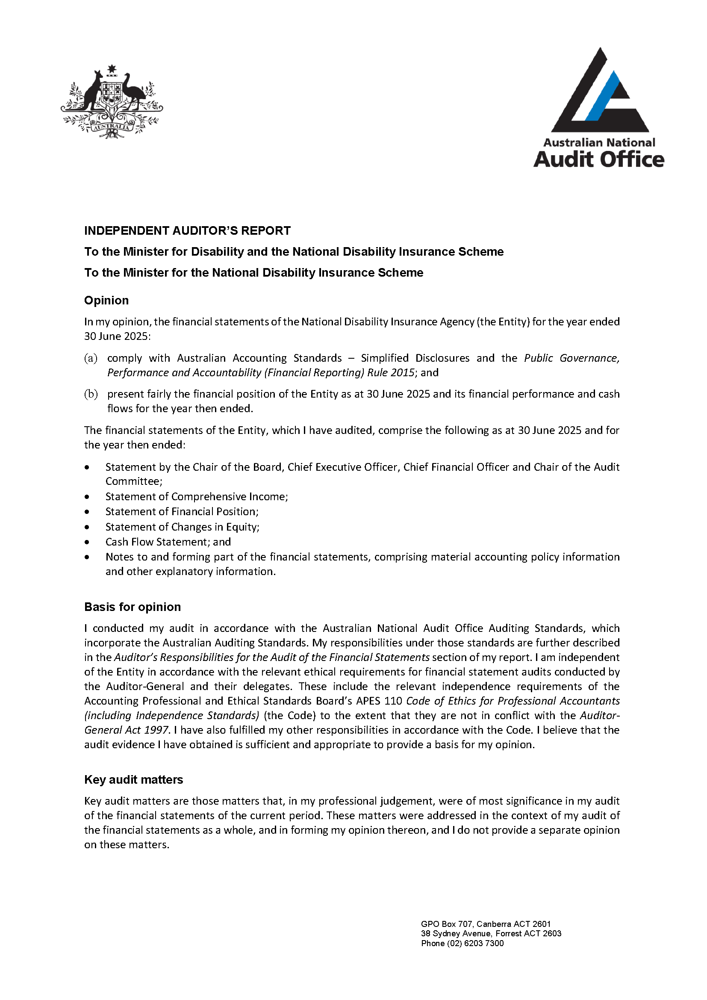 AUSTRALIA
Australian National
Audit Office
INDEPENDENT AUDITOR’S REPORT
To the Minister for Disability and the National Disability Insurance Scheme
To the Minister for the National Disability Insurance Scheme
Opinion
In my opinion, the financial statements of the National Disability Insurance Agency (the Entity) for the year ended
30 June 2025:
(a) comply with Australian Accounting Standards – Simplified Disclosures and the Public Governance,
Performance and Accountability (Financial Reporting) Rule 2015; and
(b) present fairly the financial position of the Entity as at 30 June 2025 and its financial performance and cash
flows for the year then ended.
The financial statements of the Entity, which I have audited, comprise the following as at 30 June 2025 and for
the year then ended:
• Statement by the Chair of the Board, Chief Executive Officer, Chief Financial Officer and Chair of the Audit
Committee;
• Statement of Comprehensive Income;
• Statement of Financial Position;
• Statement of Changes in Equity;
• Cash Flow Statement; and
• Notes to and forming part of the financial statements, comprising material accounting policy information
and other explanatory information.
Basis for opinion
I conducted my audit in accordance with the Australian National Audit Office Auditing Standards, which
incorporate the Australian Auditing Standards. My responsibilities under those standards are further described
in the Auditor’s Responsibilities for the Audit of the Financial Statements section of my report. I am independent
of the Entity in accordance with the relevant ethical requirements for financial statement audits conducted by
the Auditor-General and their delegates. These include the relevant independence requirements of the
Accounting Professional and Ethical Standards Board’s APES 110 Code of Ethics for Professional Accountants
(including Independence Standards) (the Code) to the extent that they are not in conflict with the Auditor-
General Act 1997. I have also fulfilled my other responsibilities in accordance with the Code. I believe that the
audit evidence I have obtained is sufficient and appropriate to provide a basis for my opinion.
Key audit matters
Key audit matters are those matters that, in my professional judgement, were of most significance in my audit
of the financial statements of the current period. These matters were addressed in the context of my audit of
the financial statements as a whole, and in forming my opinion thereon, and I do not provide a separate opinion
on these matters.
GPO Box 707, Canberra ACT 2601
38 Sydney Avenue, Forrest ACT 2603
Phone (02) 6203 7300